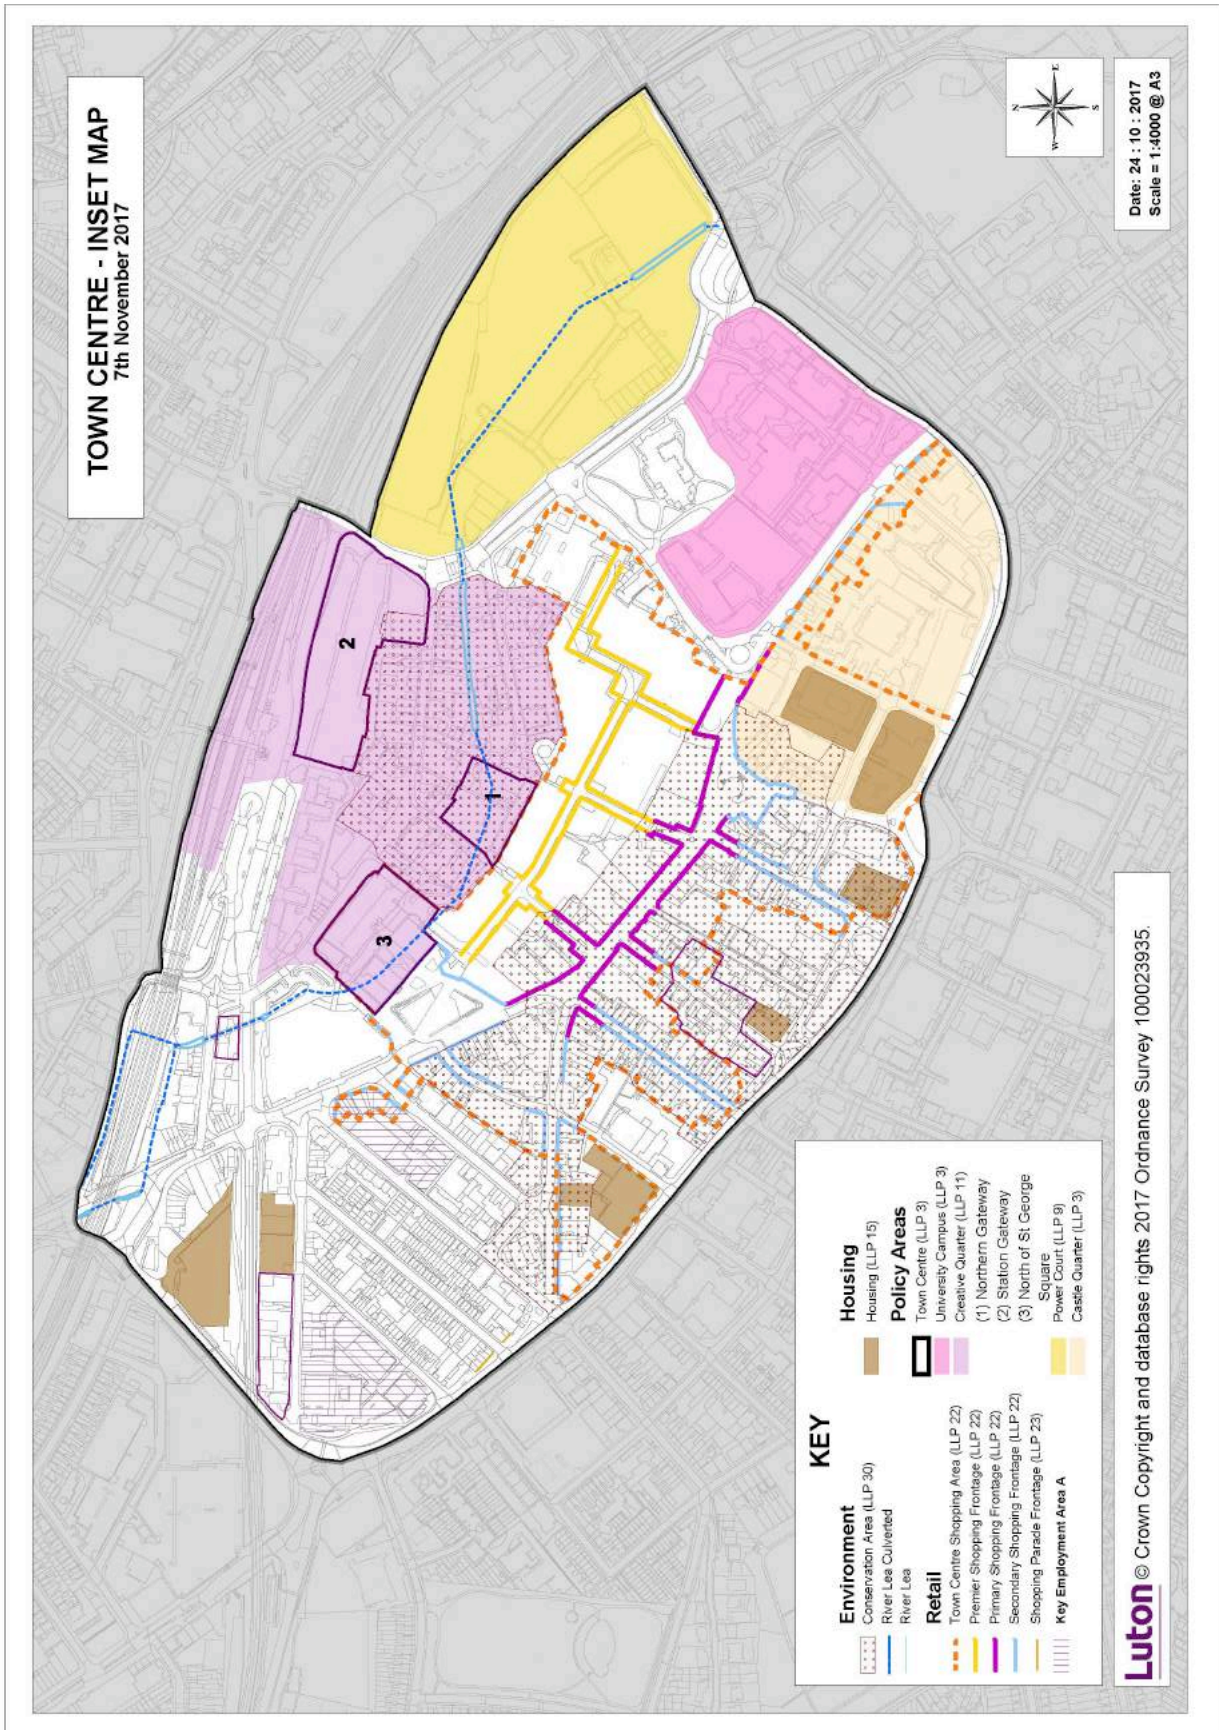 TOWN CENTRE - INSET MAP
7th November 2017
N
E
S
W
Date: 24 : 10 : 2017
Scale = 1:4000 @ A3
2
1
3
KEY
Environment
Conservation Area (LLP 30)
River Lea Culverted
River Lea
Retail
Town Centre Shopping Area (LLP 22)
Premier Shopping Frontage (LLP 22)
Primary Shopping Frontage (LLP 22)
Secondary Shopping Frontage (LLP 22)
Shopping Parade Frontage (LLP 23)
Key Employment Area A
Housing
Housing (LLP 15)
Policy Areas
Town Centre (LLP 3)
University Campus (LLP 3)
Creative Quarter (LLP 11)
(1) Northern Gateway
(2) Station Gateway
(3) North of St George
Square
Power Court (LLP 9)
Castle Quarter (LLP 3)
Luton © Crown Copyright and database rights 2017 Ordnance Survey 100023935.